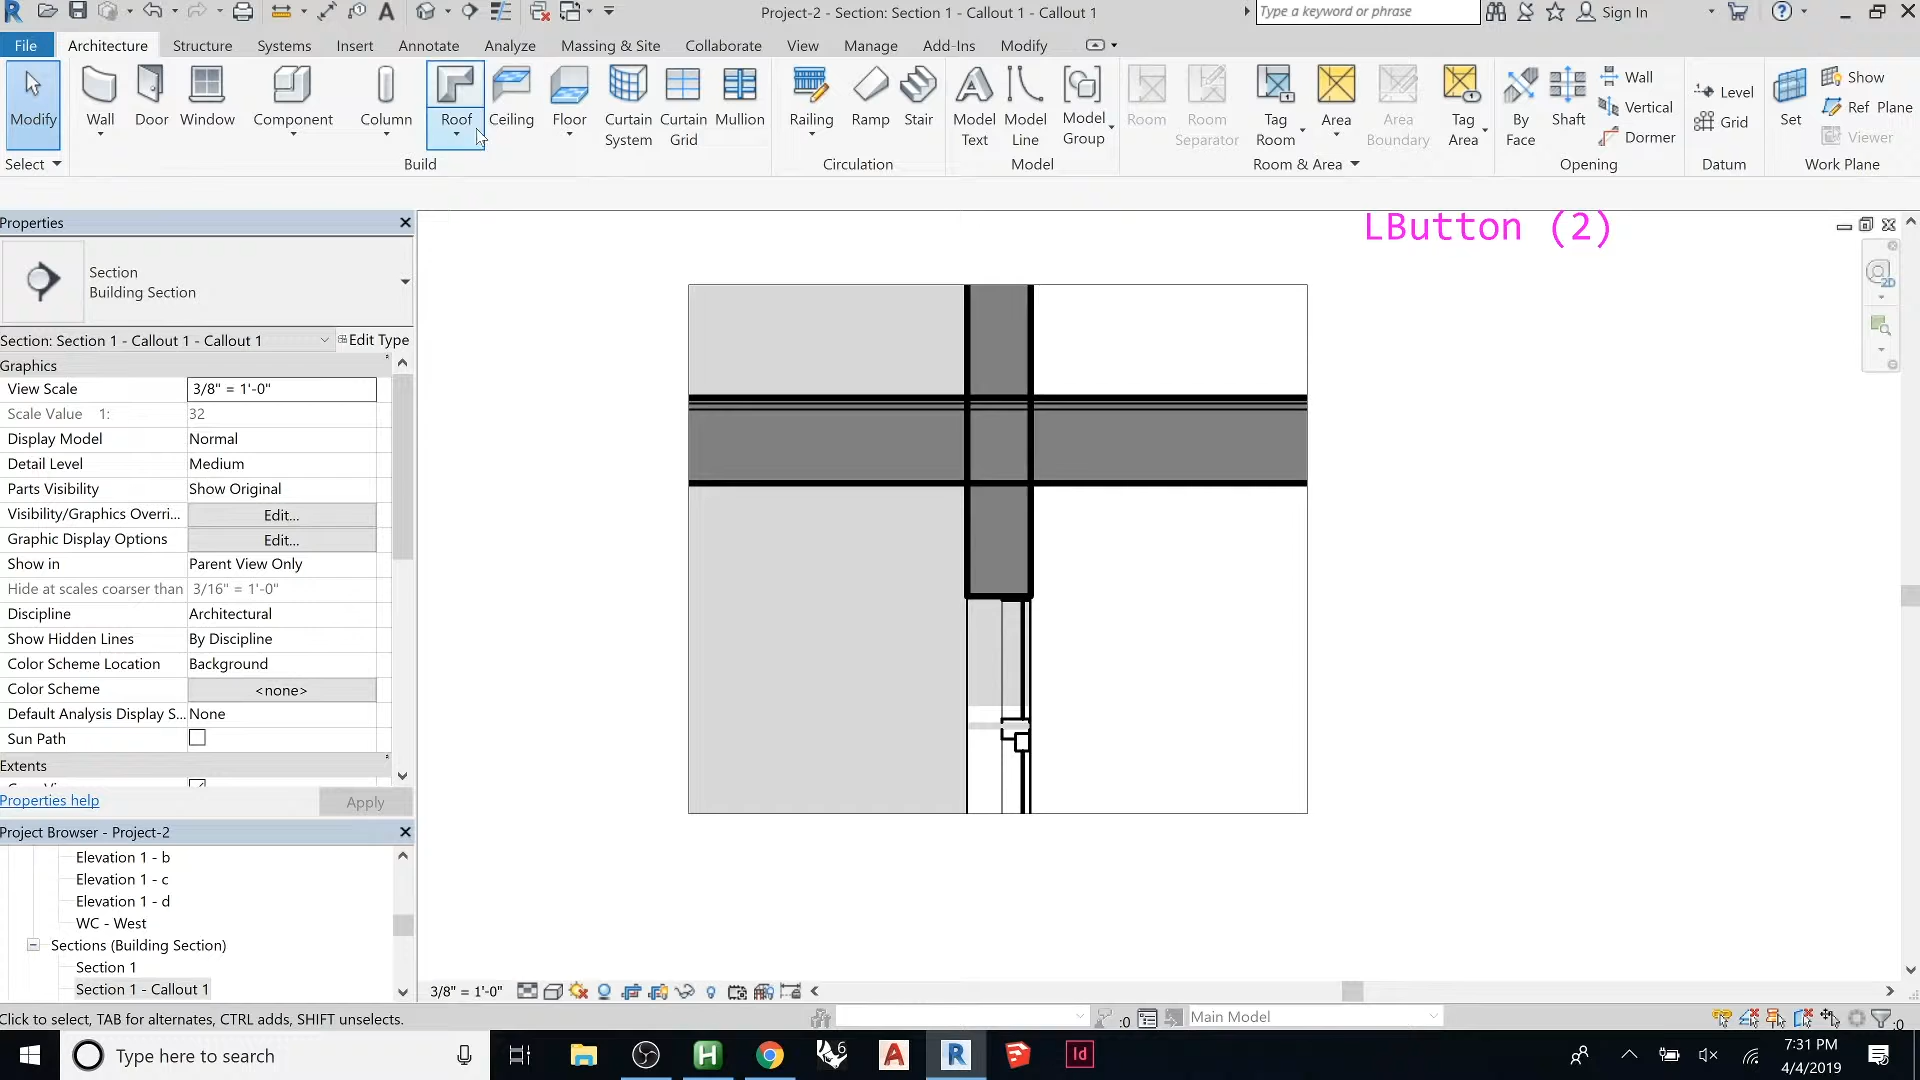 Project-2 - Section: Section 1 - Callout 1 - Callout 1
Type a keyword or phrase
Sign In
File
Architecture
Structure
Systems
Insert
Annotate
Analyze
Massing & Site
Collaborate
View
Manage
Add-Ins
Modify
Modify
Wall
Door
Window
Component
Column
Roof
Ceiling
Floor
Curtain
System
Curtain
Grid
Mullion
Railing
Ramp
Stair
Model
Text
Model
Line
Model
Group
Room
Room
Separator
Tag
Room
Area
Area
Boundary
Tag
Area
By
Face
Shaft
Wall
Vertical
Dormer
Level
Grid
Set
Show
Ref Plane
Viewer
Select
Build
Circulation
Model
Room & Area
Opening
Datum
Work Plane
Properties
LButton (2)
Section
Building Section
2D
Section: Section 1 - Callout 1 - Callout 1
Edit Type
Graphics
View Scale 3/8" = 1'-0"
Scale Value 1: 32
Display Model Normal
Detail Level Medium
Parts Visibility Show Original
Visibility/Graphics Overri... Edit...
Graphic Display Options Edit...
Show in Parent View Only
Hide at scales coarser than 3/16" = 1'-0"
Discipline Architectural
Show Hidden Lines By Discipline
Color Scheme Location Background
Color Scheme <none>
Default Analysis Display S... None
Sun Path
Extents
Properties help
Apply
Project Browser - Project-2
Elevation 1 - b
Elevation 1 - c
Elevation 1 - d
WC - West
Sections (Building Section)
Section 1
Section 1 - Callout 1
3/8" = 1'-0"
Click to select, TAB for alternates, CTRL adds, SHIFT unselects.
:0
Main Model
:0
Type here to search
7:31 PM
4/4/2019